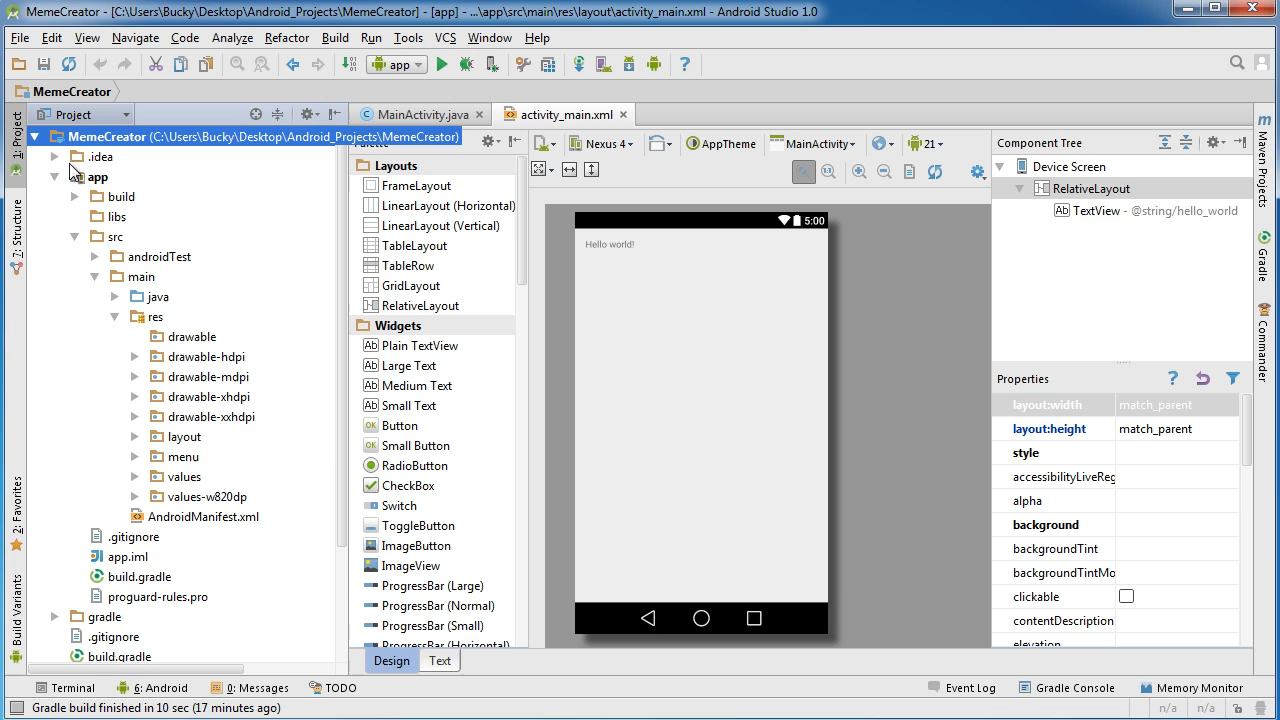 MemeCreator - [C:\Users\Bucky\Desktop\Android_Projects\MemeCreator] - [app] - ...\app\src\main\res\layout\activity_main.xml - Android Studio 1.0
File Edit View Navigate Code Analyze Refactor Build Run Tools VCS Window Help
app
MemeCreator
1: Project
7: Structure
2: Favorites
Build Variants
Project
MemeCreator (C:\Users\Bucky\Desktop\Android_Projects\MemeCreator)
.idea
app
build
libs
src
androidTest
main
java
res
drawable
drawable-hdpi
drawable-mdpi
drawable-xhdpi
drawable-xxhdpi
layout
menu
values
values-w820dp
AndroidManifest.xml
.gitignore
app.iml
build.gradle
proguard-rules.pro
gradle
.gitignore
build.gradle
MainActivity.java activity_main.xml
Layouts
FrameLayout
LinearLayout (Horizontal)
LinearLayout (Vertical)
TableLayout
TableRow
GridLayout
RelativeLayout
Widgets
Plain TextView
Large Text
Medium Text
Small Text
Button
Small Button
RadioButton
CheckBox
Switch
ToggleButton
ImageButton
ImageView
ProgressBar (Large)
ProgressBar (Normal)
ProgressBar (Small)
ProgressBar (Horizontal)
Design Text
Nexus 4 AppTheme MainActivity 21
5:00
Hello world!
Component Tree
Device Screen
RelativeLayout
TextView - @string/hello_world
Properties
layout:width match_parent
layout:height match_parent
style
accessibilityLiveReg
alpha
background
backgroundTint
backgroundTintMo
clickable
contentDescription
elevation
Maven Projects
Gradle
Commander
Terminal 6: Android 0: Messages TODO Event Log Gradle Console Memory Monitor
Gradle build finished in 10 sec (17 minutes ago) n/a n/a